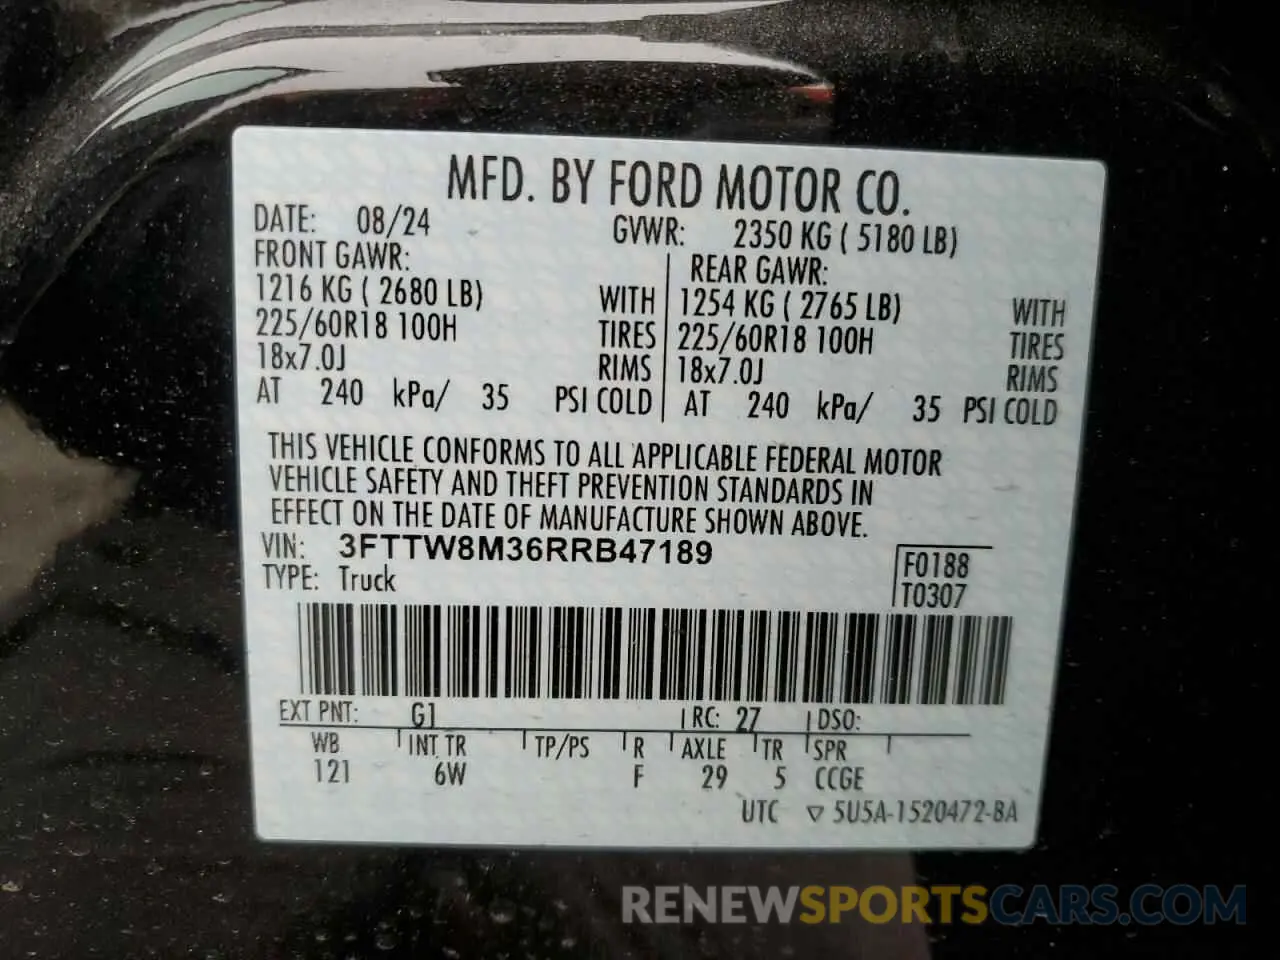 MFD. BY FORD MOTOR CO.
DATE: 08/24 GVWR: 2350 KG ( 5180 LB)
FRONT GAWR: REAR GAWR:
1216 KG ( 2680 LB) WITH 1254 KG ( 2765 LB) WITH
225/60R18 100H TIRES 225/60R18 100H TIRES
18x7.0J RIMS 18x7.0J RIMS
AT 240 kPa/ 35 PSI COLD AT 240 kPa/ 35 PSI COLD
THIS VEHICLE CONFORMS TO ALL APPLICABLE FEDERAL MOTOR
VEHICLE SAFETY AND THEFT PREVENTION STANDARDS IN
EFFECT ON THE DATE OF MANUFACTURE SHOWN ABOVE.
VIN: 3FTTW8M36RRB47189 F0188
TYPE: Truck T0307
EXT PNT: G1 RC: 27 DSO:
WB INT TR TP/PS R AXLE TR SPR
121 6W F 29 5 CCGE
UTC ▽ 5U5A-1520472-BA
RENEWSPORTSCARS.COM